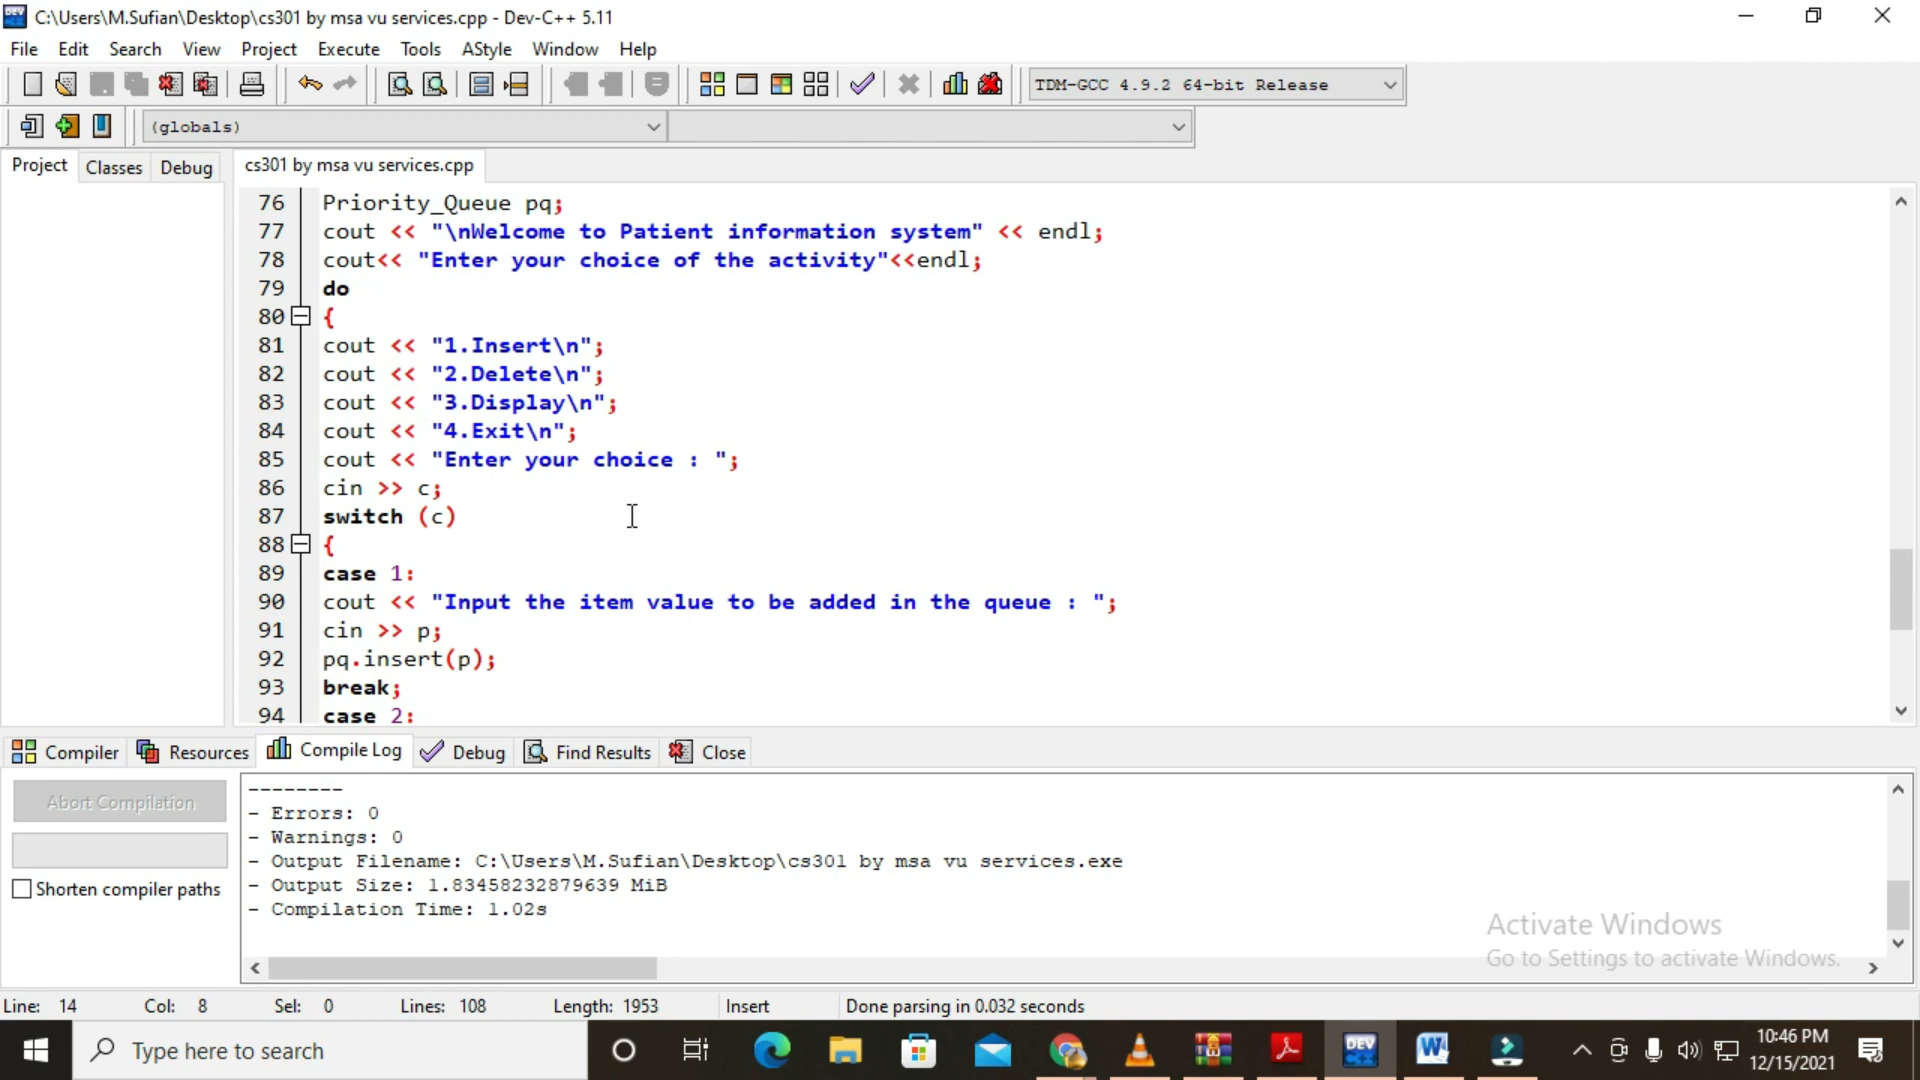 C:\Users\M.Sufian\Desktop\cs301 by msa vu services.cpp - Dev-C++ 5.11
File Edit Search View Project Execute Tools AStyle Window Help
TDM-GCC 4.9.2 64-bit Release
(globals)
Project Classes Debug
cs301 by msa vu services.cpp
76 Priority_Queue pq;
77 cout << "\nWelcome to Patient information system" << endl;
78 cout<< "Enter your choice of the activity"<<endl;
79 do
80 {
81 cout << "1.Insert\n";
82 cout << "2.Delete\n";
83 cout << "3.Display\n";
84 cout << "4.Exit\n";
85 cout << "Enter your choice : ";
86 cin >> c;
87 switch (c)
88 {
89 case 1:
90 cout << "Input the item value to be added in the queue : ";
91 cin >> p;
92 pq.insert(p);
93 break;
94 case 2:
Compiler Resources Compile Log Debug Find Results Close
Abort Compilation
Shorten compiler paths
--------
- Errors: 0
- Warnings: 0
- Output Filename: C:\Users\M.Sufian\Desktop\cs301 by msa vu services.exe
- Output Size: 1.83458232879639 MiB
- Compilation Time: 1.02s
Activate Windows
Go to Settings to activate Windows.
Line: 14 Col: 8 Sel: 0 Lines: 108 Length: 1953 Insert Done parsing in 0.032 seconds
Type here to search
DEV
W
10:46 PM
12/15/2021